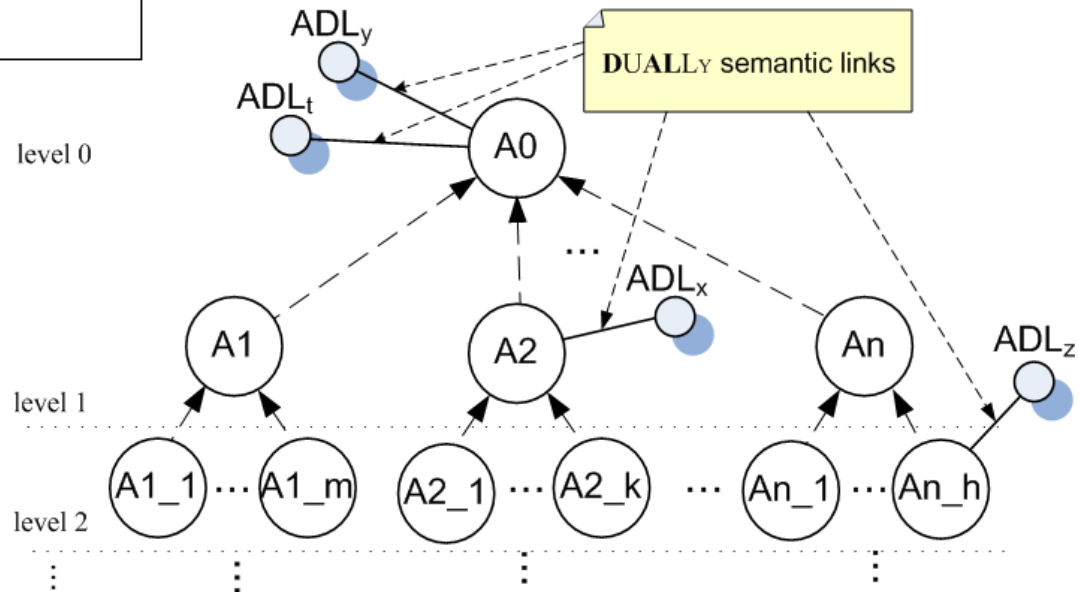 ADLy
DUALLY semantic links
ADLt
A0
level 0
...
ADLx
A1
A2
An
ADLz
level 1
A1_1 ... A1_m A2_1 ... A2_k ... An_1 ... An_h
level 2